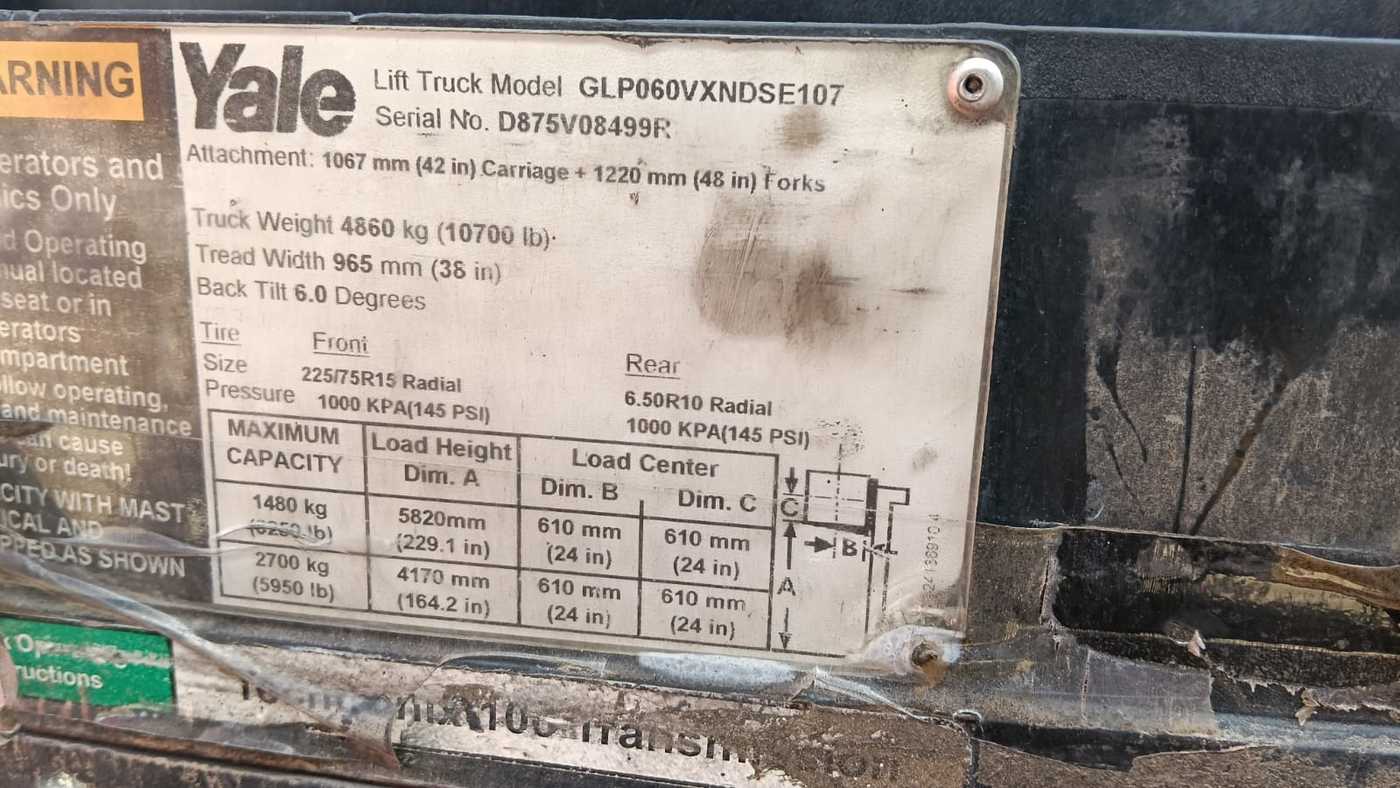 ARNING
erators and
ics Only
d Operating
ual located
seat or in
erators
mpartment
llow operating,
and maintenance
an cause
ury or death!
CITY WITH MAST
ICAL AND
PPED AS SHOWN
Yale
Lift Truck Model GLP060VXNDSE107
Serial No. D875V08499R
Attachment: 1067 mm (42 in) Carriage + 1220 mm (48 in) Forks
Truck Weight 4860 kg (10700 lb)
Tread Width 965 mm (38 in)
Back Tilt 6.0 Degrees
Tire Front Rear
Size 225/75R15 Radial 6.50R10 Radial
Pressure 1000 KPA(145 PSI) 1000 KPA(145 PSI)
MAXIMUM CAPACITY
Load Height Dim. A
Load Center
Dim. B Dim. C
1480 kg 5820mm 610 mm 610 mm
(3250 lb) (229.1 in) (24 in) (24 in)
2700 kg 4170 mm 610 mm 610 mm
(5950 lb) (164.2 in) (24 in) (24 in)
C
B
A
ructions